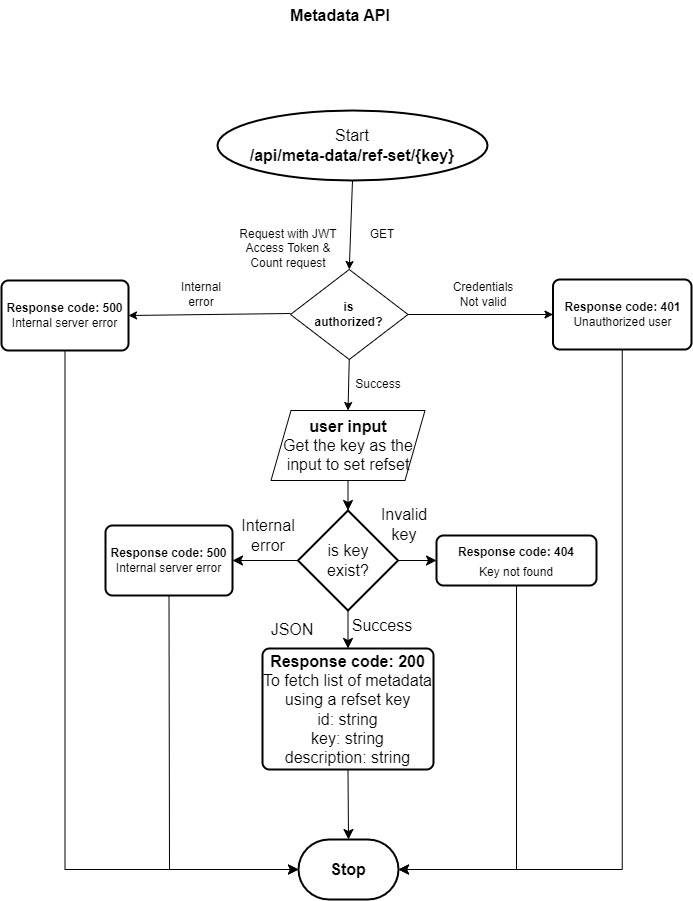 Metadata API
Start
/api/meta-data/ref-set/{key}
Request with JWT
Access Token &
Count request
GET
Internal
error
Credentials
Not valid
Response code: 500
Internal server error
is
authorized?
Response code: 401
Unauthorized user
Success
user input
Get the key as the
input to set refset
Internal
error
Invalid
key
Response code: 500
Internal server error
is key
exist?
Response code: 404
Key not found
JSON
Success
Response code: 200
To fetch list of metadata
using a refset key
id: string
key: string
description: string
Stop